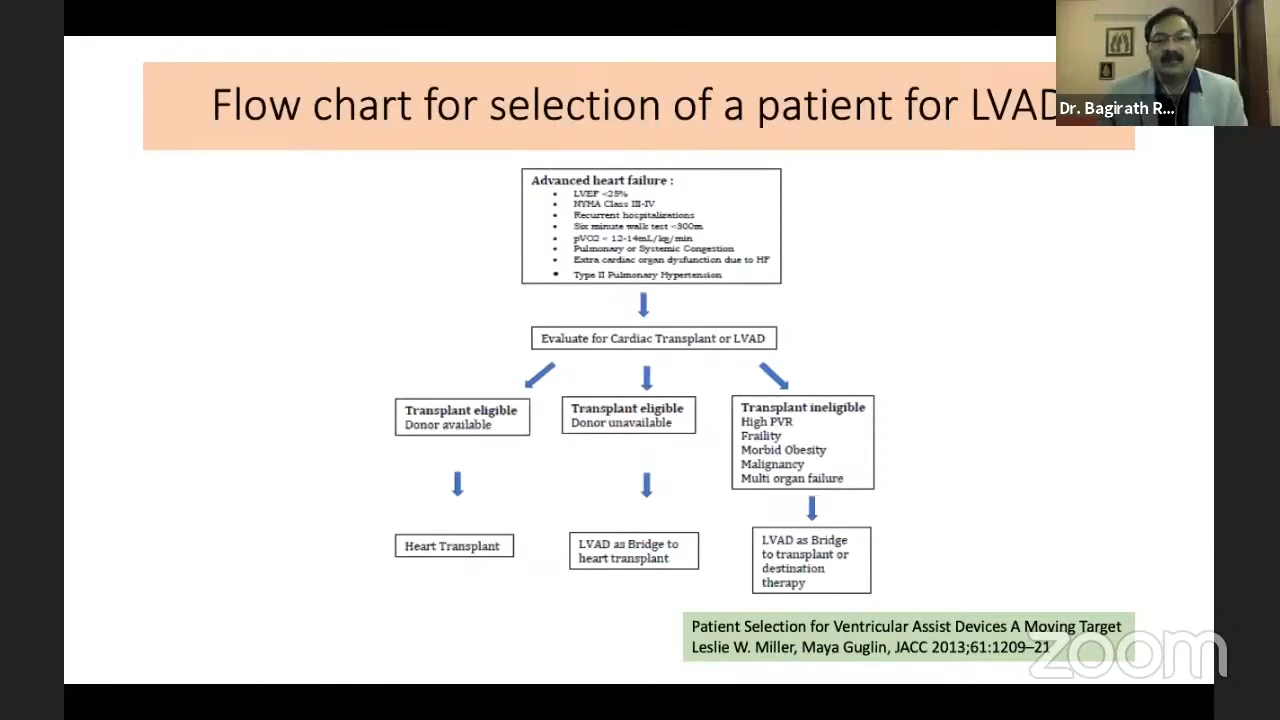 Flow chart for selection of a patient for LVAD
Dr. Bagirath R...
Advanced heart failure :
• LVEF <25%
• NYHA Class III-IV
• Recurrent hospitalizations
• Six minute walk test <300m
• pVO2 < 12-14mL/kg/min
• Pulmonary or Systemic Congestion
• Extra cardiac organ dysfunction due to HF
• Type II Pulmonary Hypertension
Evaluate for Cardiac Transplant or LVAD
Transplant eligible
Donor available
Transplant eligible
Donor unavailable
Transplant ineligible
High PVR
Fraility
Morbid Obesity
Malignancy
Multi organ failure
Heart Transplant
LVAD as Bridge to
heart transplant
LVAD as Bridge
to transplant or
destination
therapy
Patient Selection for Ventricular Assist Devices A Moving Target
Leslie W. Miller, Maya Guglin, JACC 2013;61:1209–21
zoom